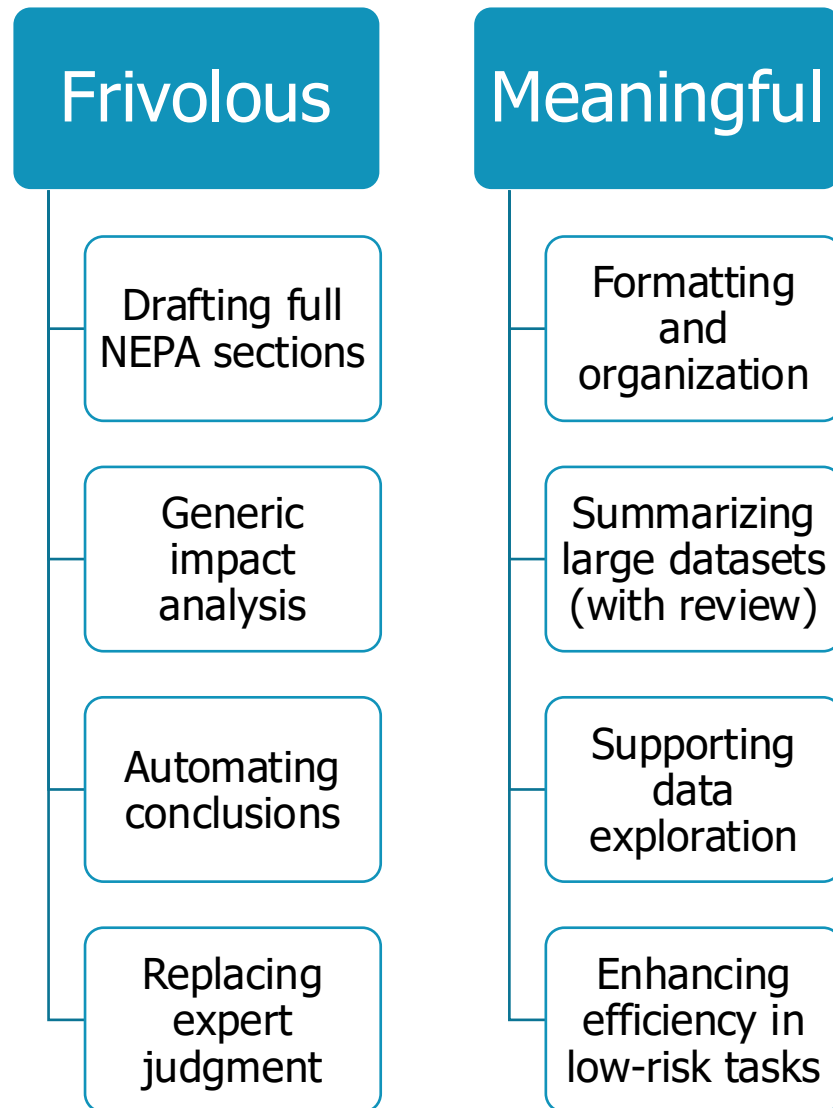 Frivolous
Drafting full
NEPA sections
Generic
impact
analysis
Automating
conclusions
Replacing
expert
judgment
Meaningful
Formatting
and
organization
Summarizing
large datasets
(with review)
Supporting
data
exploration
Enhancing
efficiency in
low-risk tasks